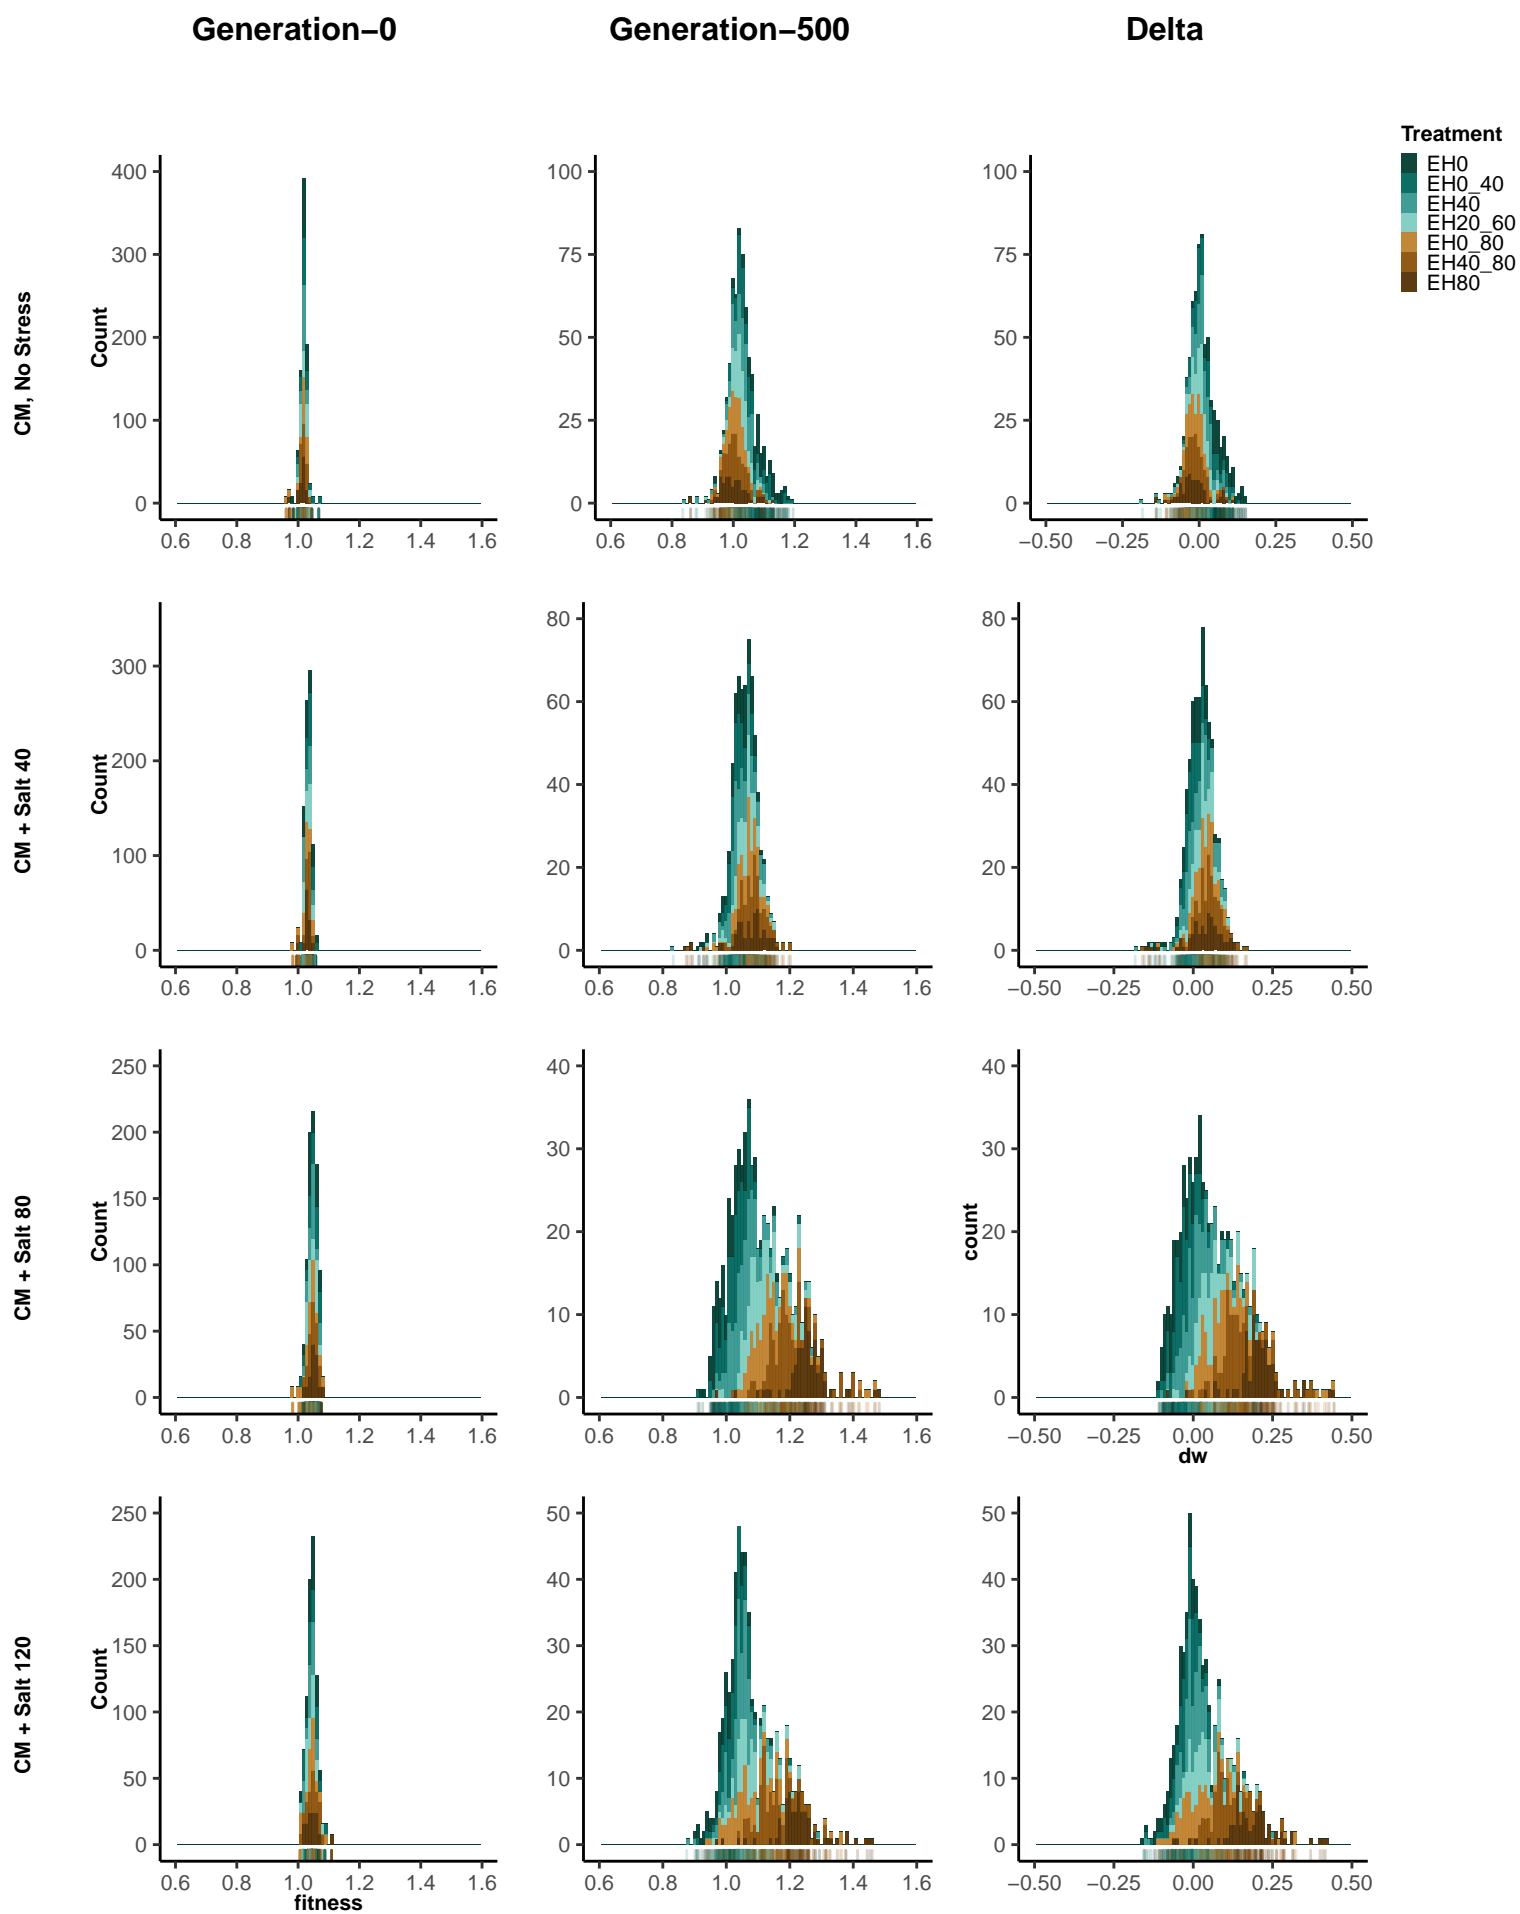 Generation−0 Generation−500 Delta
Treatment
EH0
EH0_40
EH40
EH20_60
EH0_80
EH40_80
EH80
CM, No Stress
Count
400
300
200
100
0
0.6 0.8 1.0 1.2 1.4 1.6
100
75
50
25
0
0.6 0.8 1.0 1.2 1.4 1.6
100
75
50
25
0
−0.50 −0.25 0.00 0.25 0.50
CM + Salt 40
Count
300
200
100
0
0.6 0.8 1.0 1.2 1.4 1.6
80
60
40
20
0
0.6 0.8 1.0 1.2 1.4 1.6
80
60
40
20
0
−0.50 −0.25 0.00 0.25 0.50
CM + Salt 80
Count
250
200
150
100
50
0
0.6 0.8 1.0 1.2 1.4 1.6
40
30
20
10
0
0.6 0.8 1.0 1.2 1.4 1.6
count
40
30
20
10
0
−0.50 −0.25 0.00 0.25 0.50
dw
CM + Salt 120
Count
250
200
150
100
50
0
0.6 0.8 1.0 1.2 1.4 1.6
fitness
50
40
30
20
10
0
0.6 0.8 1.0 1.2 1.4 1.6
50
40
30
20
10
0
−0.50 −0.25 0.00 0.25 0.50